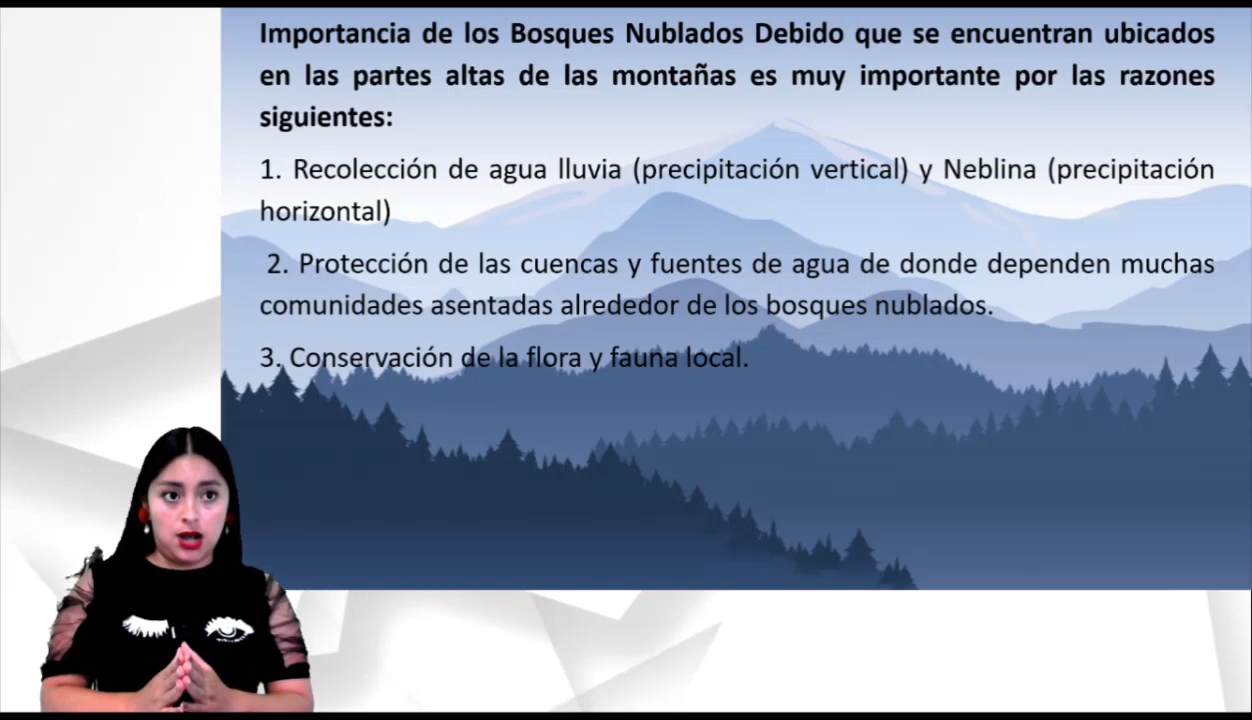 Importancia de los Bosques Nublados Debido que se encuentran ubicados
en las partes altas de las montañas es muy importante por las razones
siguientes:
1. Recolección de agua lluvia (precipitación vertical) y Neblina (precipitación
horizontal)
2. Protección de las cuencas y fuentes de agua de donde dependen muchas
comunidades asentadas alrededor de los bosques nublados.
3. Conservación de la flora y fauna local.